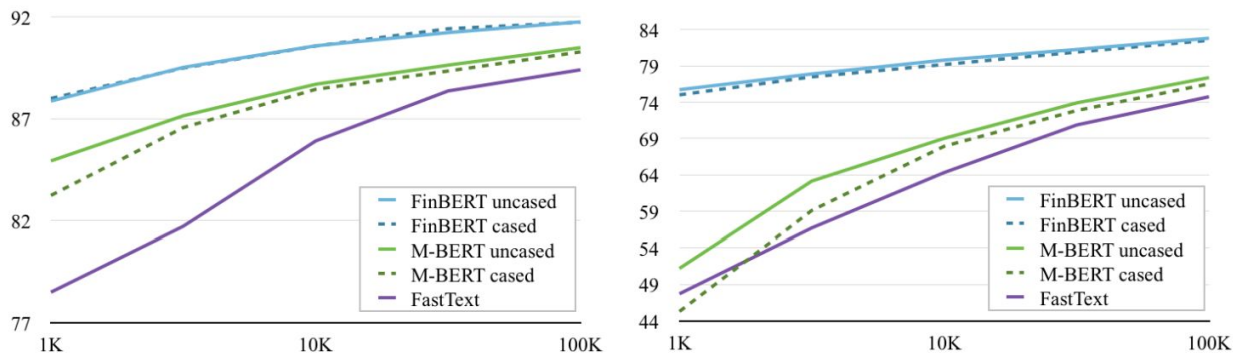 92
87
82
77
1K
10K
100K
FinBERT uncased
FinBERT cased
M-BERT uncased
M-BERT cased
FastText
84
79
74
69
64
59
54
49
44
1K
10K
100K
FinBERT uncased
FinBERT cased
M-BERT uncased
M-BERT cased
FastText